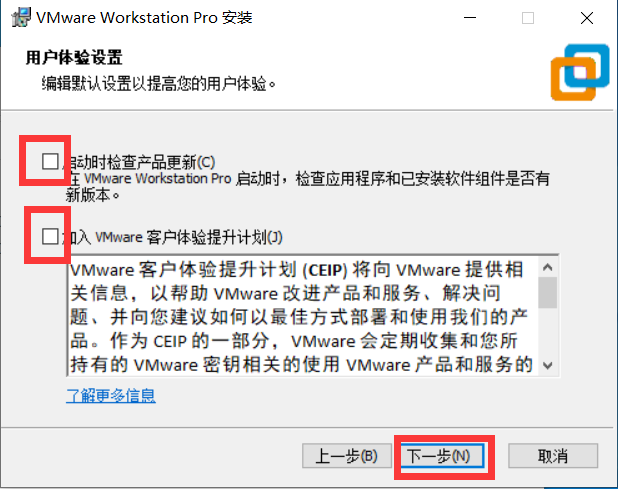 VMware Workstation Pro 安装
用户体验设置
编辑默认设置以提高您的用户体验。
启动时检查产品更新(C)
在 VMware Workstation Pro 启动时，检查应用程序和已安装软件组件是否有
新版本。
加入 VMware 客户体验提升计划(J)
VMware 客户体验提升计划 (CEIP) 将向 VMware 提供相
关信息，以帮助 VMware 改进产品和服务、解决问
题、并向您建议如何以最佳方式部署和使用我们的产
品。作为 CEIP 的一部分，VMware 会定期收集和您所
持有的 VMware 密钥相关的使用 VMware 产品和服务的
了解更多信息
上一步(B) 下一步(N) 取消